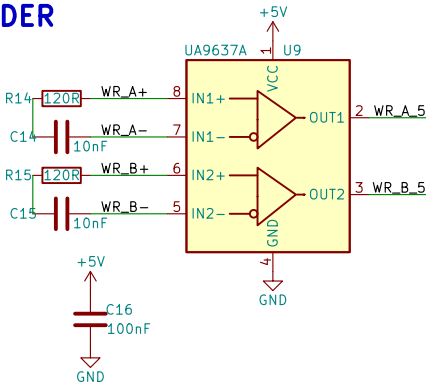 DER
+5V
UA9637A U9
1
VCC
R14 120R WR_A+ 8 IN1+
2 WR_A_5
OUT1
C14 10nF WR_A- 7 IN1-
R15 120R WR_B+ 6 IN2+
3 WR_B_5
OUT2
C15 10nF WR_B- 5 IN2-
GND
4
GND
+5V
C16
100nF
GND